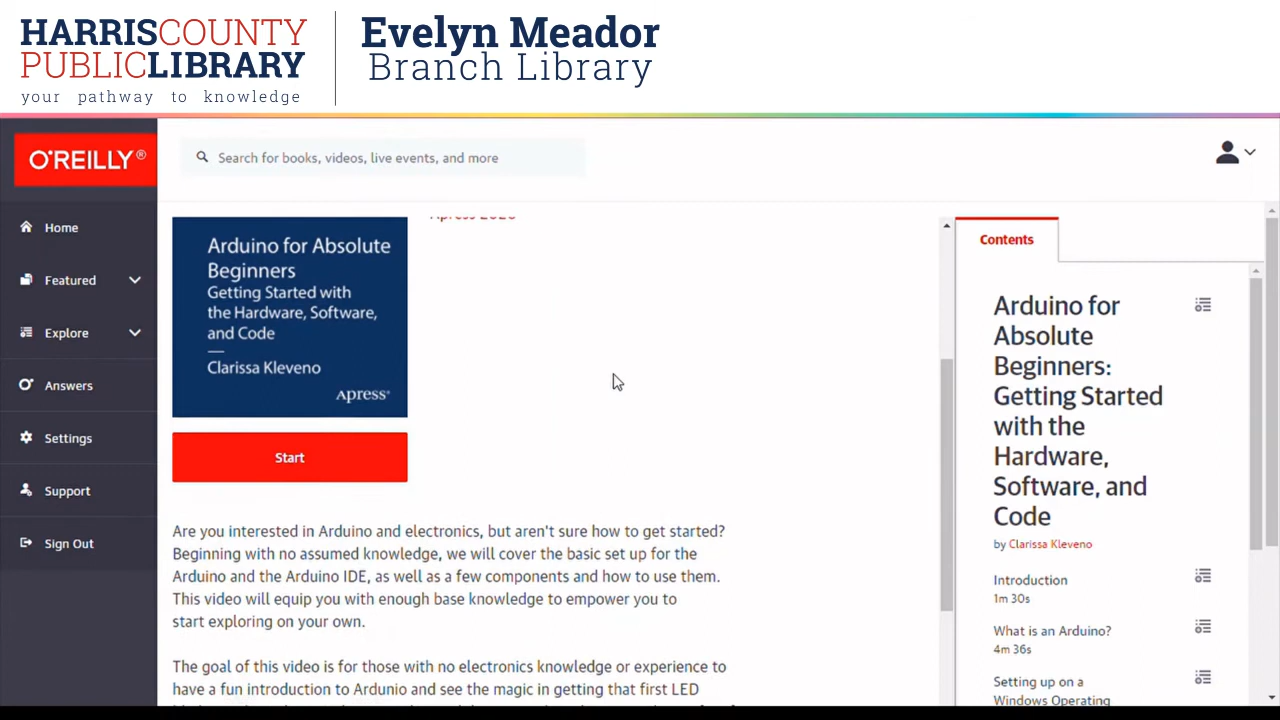 HARRISCOUNTY
PUBLICLIBRARY
your pathway to knowledge
Evelyn Meador
Branch Library
O'REILLY®
Search for books, videos, live events, and more
Home
Featured
Explore
Answers
Settings
Support
Sign Out
Apress 2020
Arduino for Absolute
Beginners
Getting Started with
the Hardware, Software,
and Code
—
Clarissa Kleveno
Apress®
Start
Are you interested in Arduino and electronics, but aren't sure how to get started?
Beginning with no assumed knowledge, we will cover the basic set up for the
Arduino and the Arduino IDE, as well as a few components and how to use them.
This video will equip you with enough base knowledge to empower you to
start exploring on your own.
The goal of this video is for those with no electronics knowledge or experience to
have a fun introduction to Ardunio and see the magic in getting that first LED
Contents
Arduino for
Absolute
Beginners:
Getting Started
with the
Hardware,
Software, and
Code
by Clarissa Kleveno
Introduction
1m 30s
What is an Arduino?
4m 36s
Setting up on a
Windows Operating